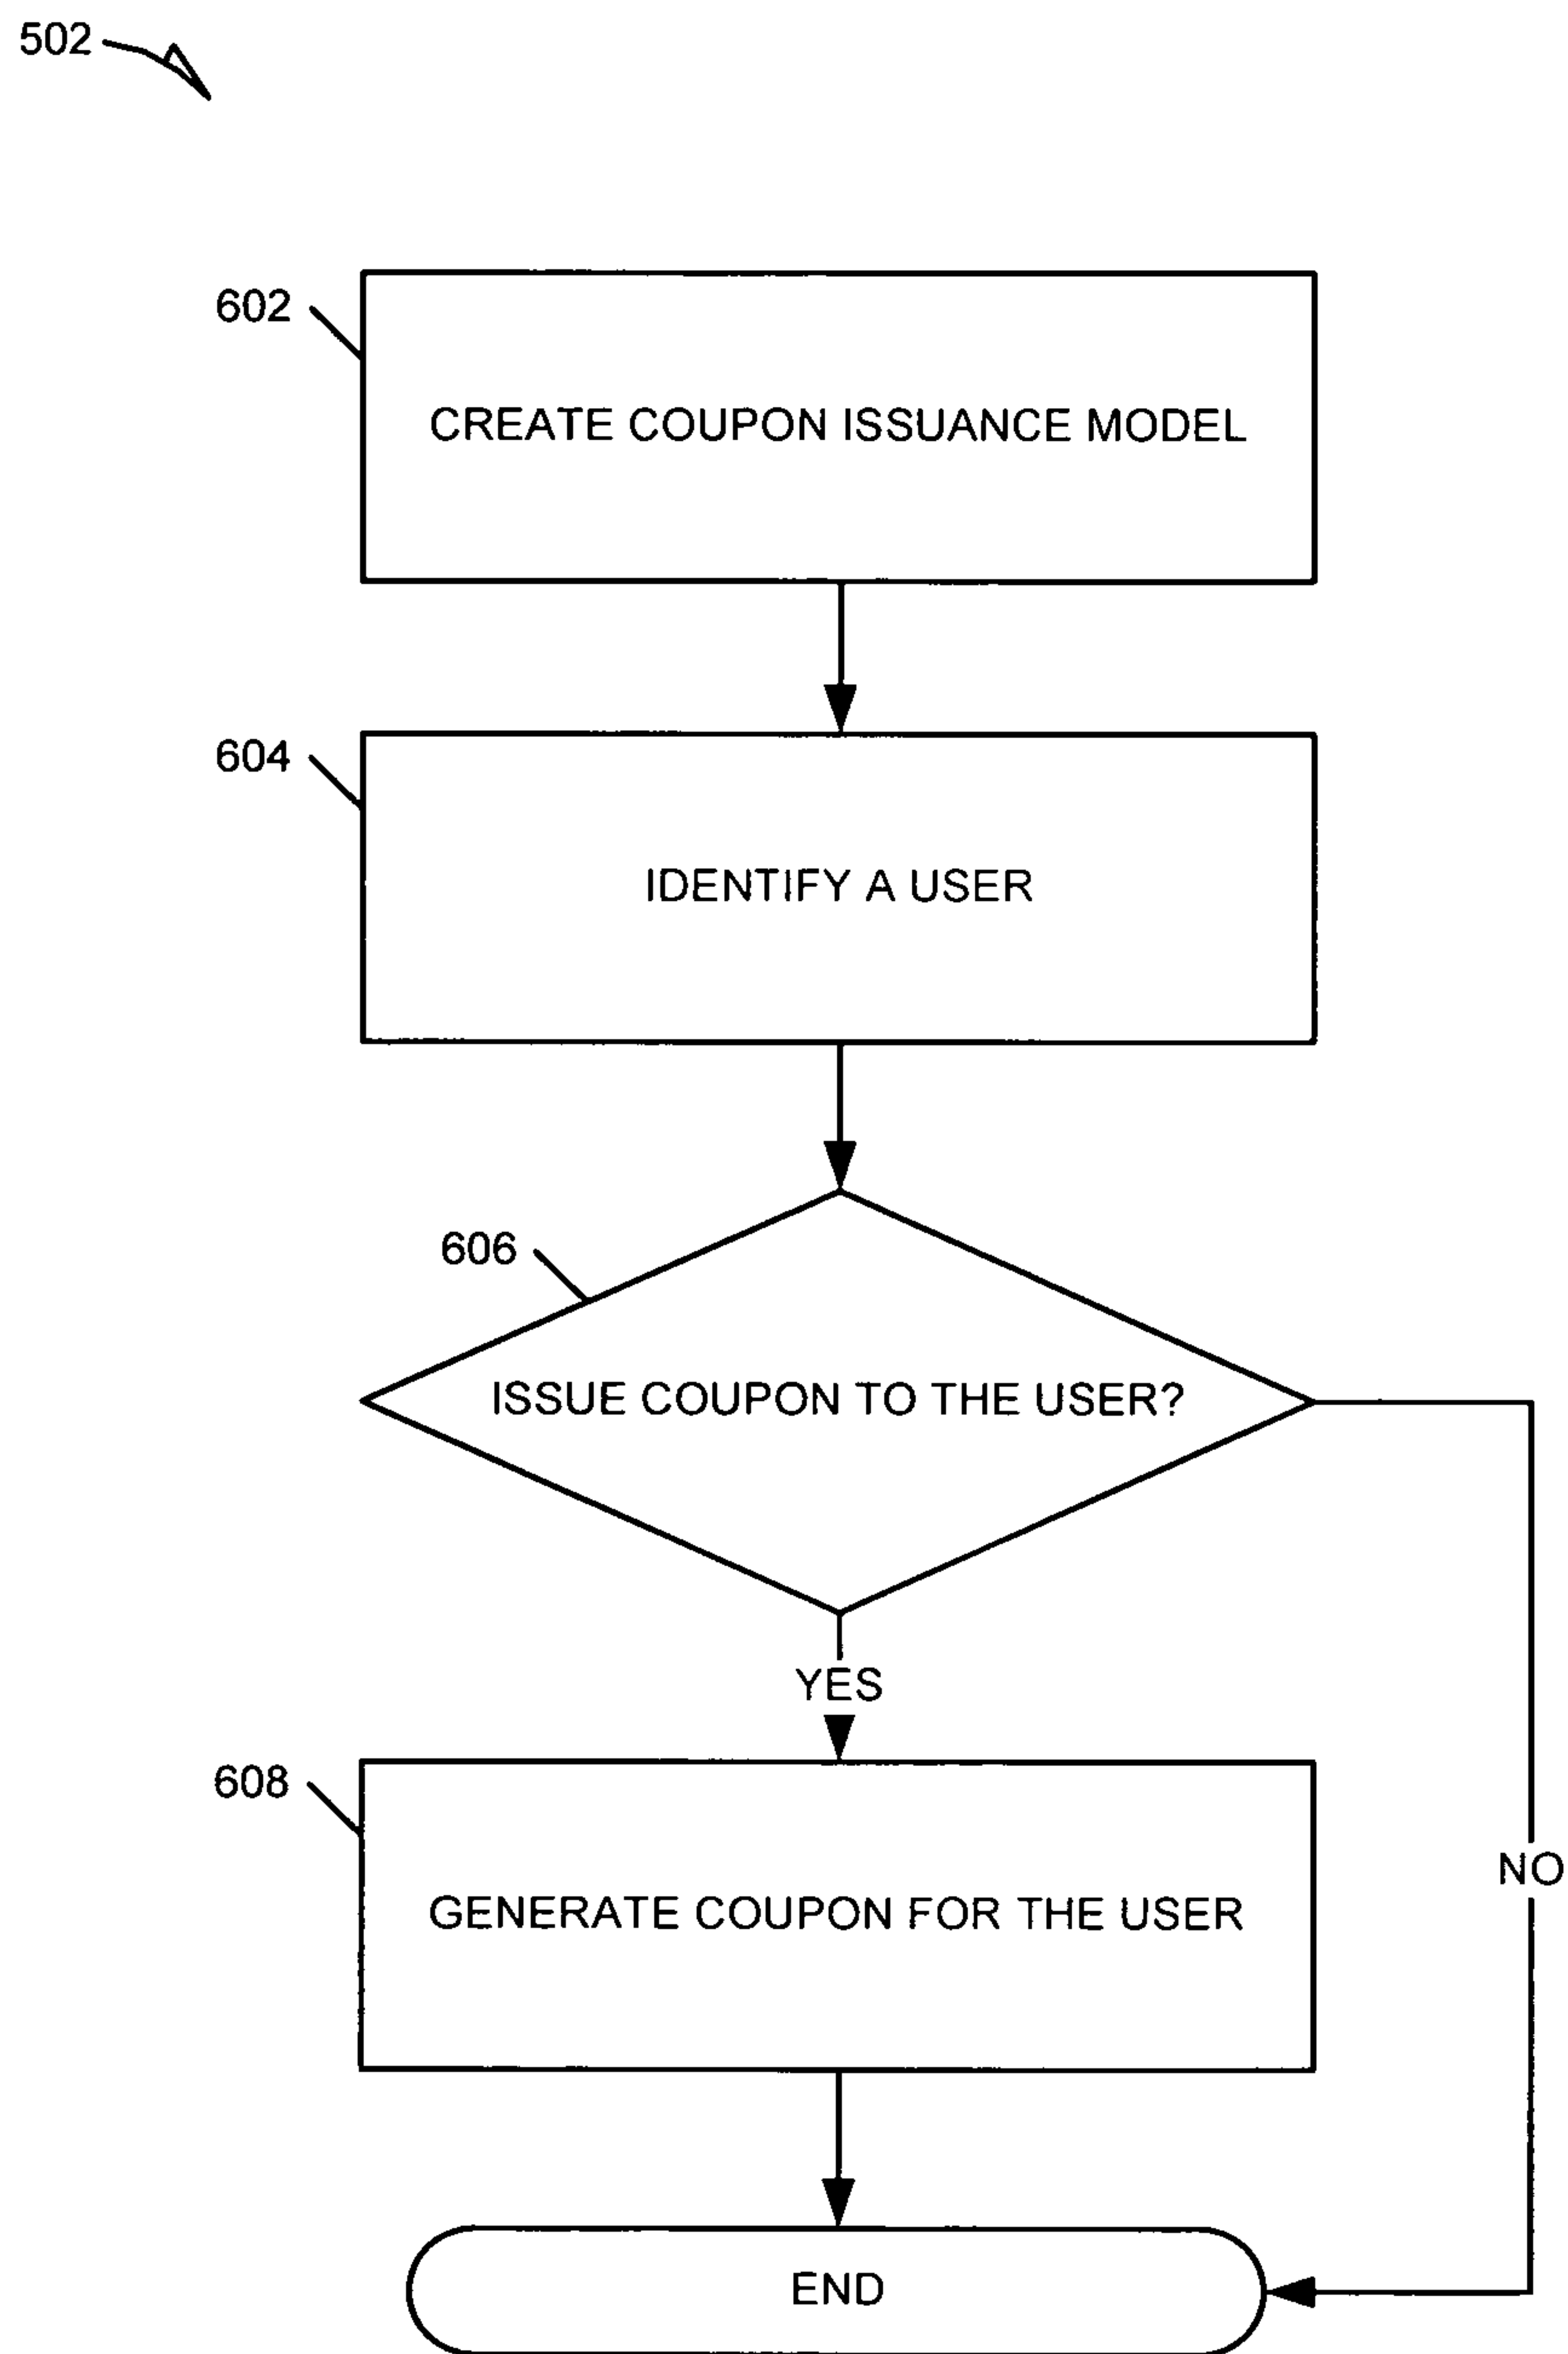 502
602
CREATE COUPON ISSUANCE MODEL
604
IDENTIFY A USER
606
ISSUE COUPON TO THE USER?
YES
608
NO
GENERATE COUPON FOR THE USER
END